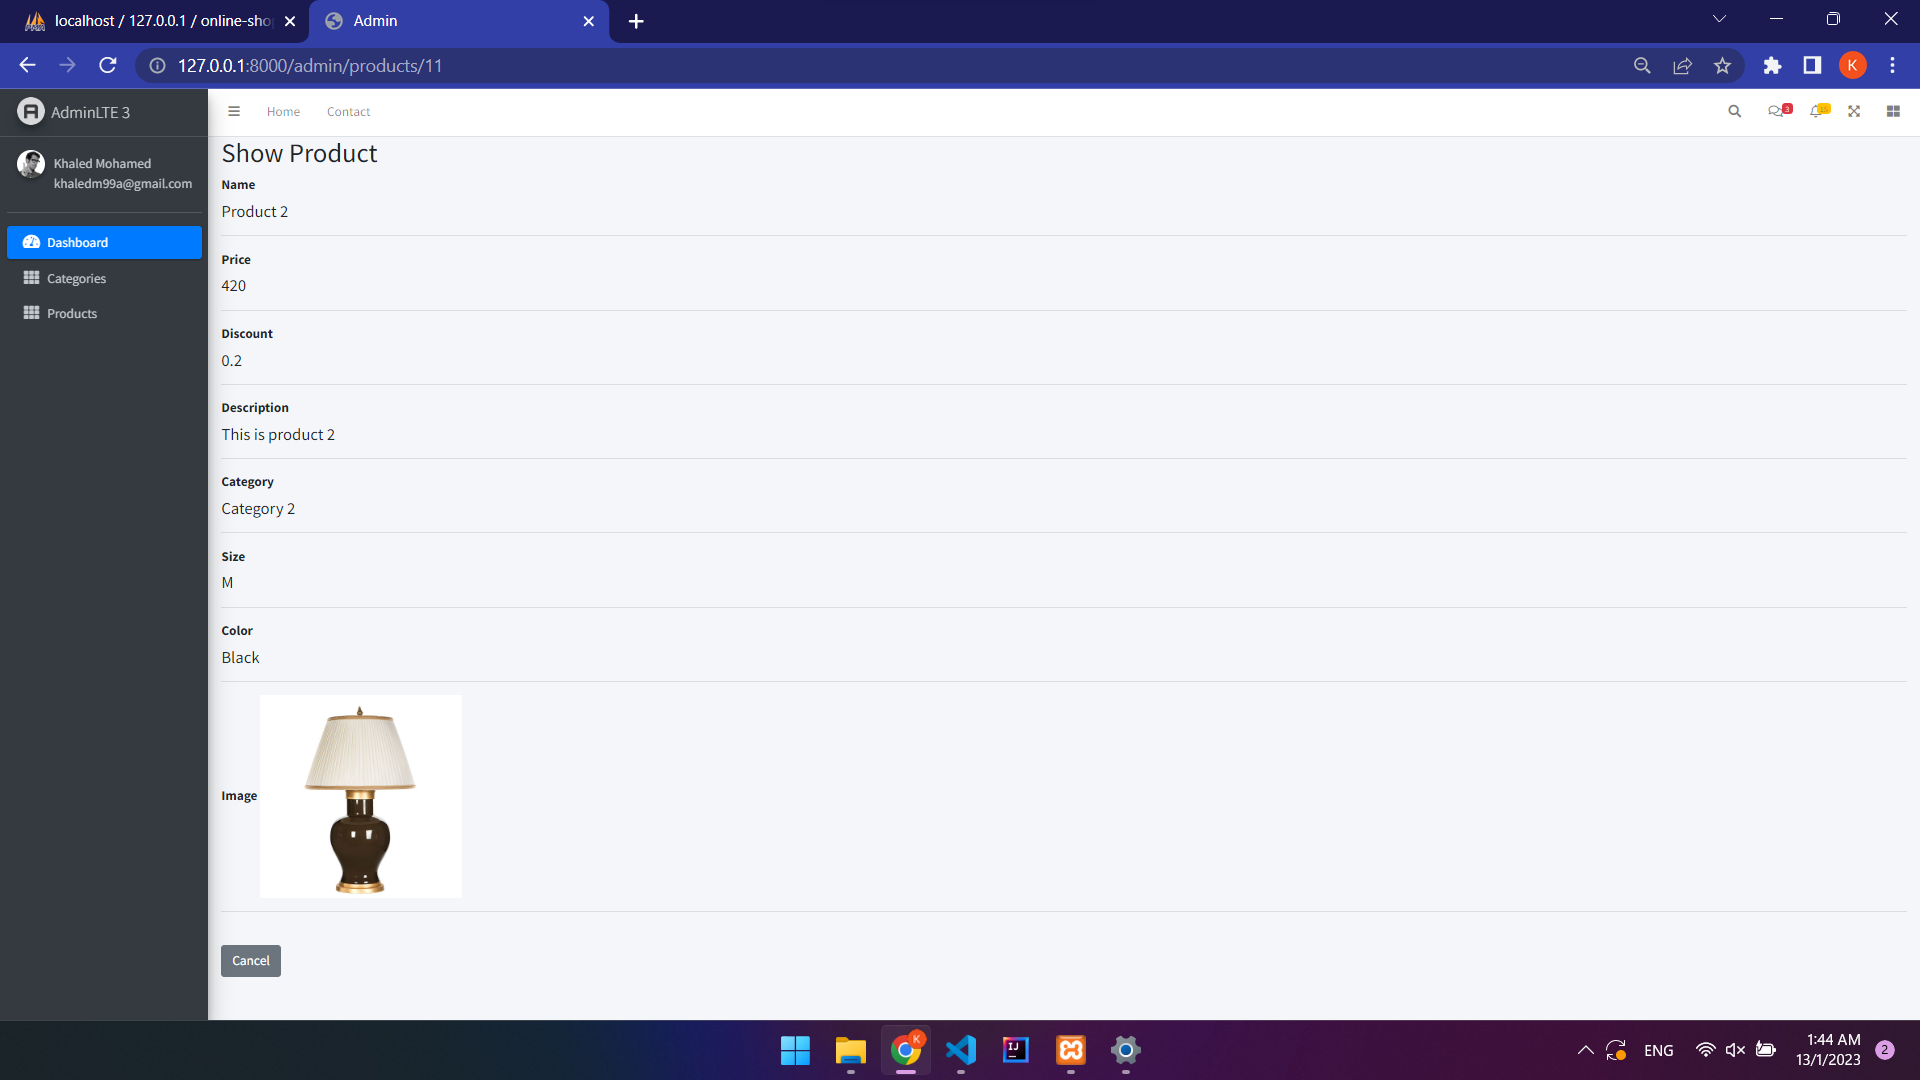 localhost / 127.0.0.1 / online-sho
Admin
127.0.0.1:8000/admin/products/11
K
AdminLTE 3
Home
Contact
3
15
Khaled Mohamed
khaledm99a@gmail.com
Dashboard
Categories
Products
Show Product
Name
Product 2
Price
420
Discount
0.2
Description
This is product 2
Category
Category 2
Size
M
Color
Black
Image
Cancel
K
IJ
ENG
1:44 AM
13/1/2023
2